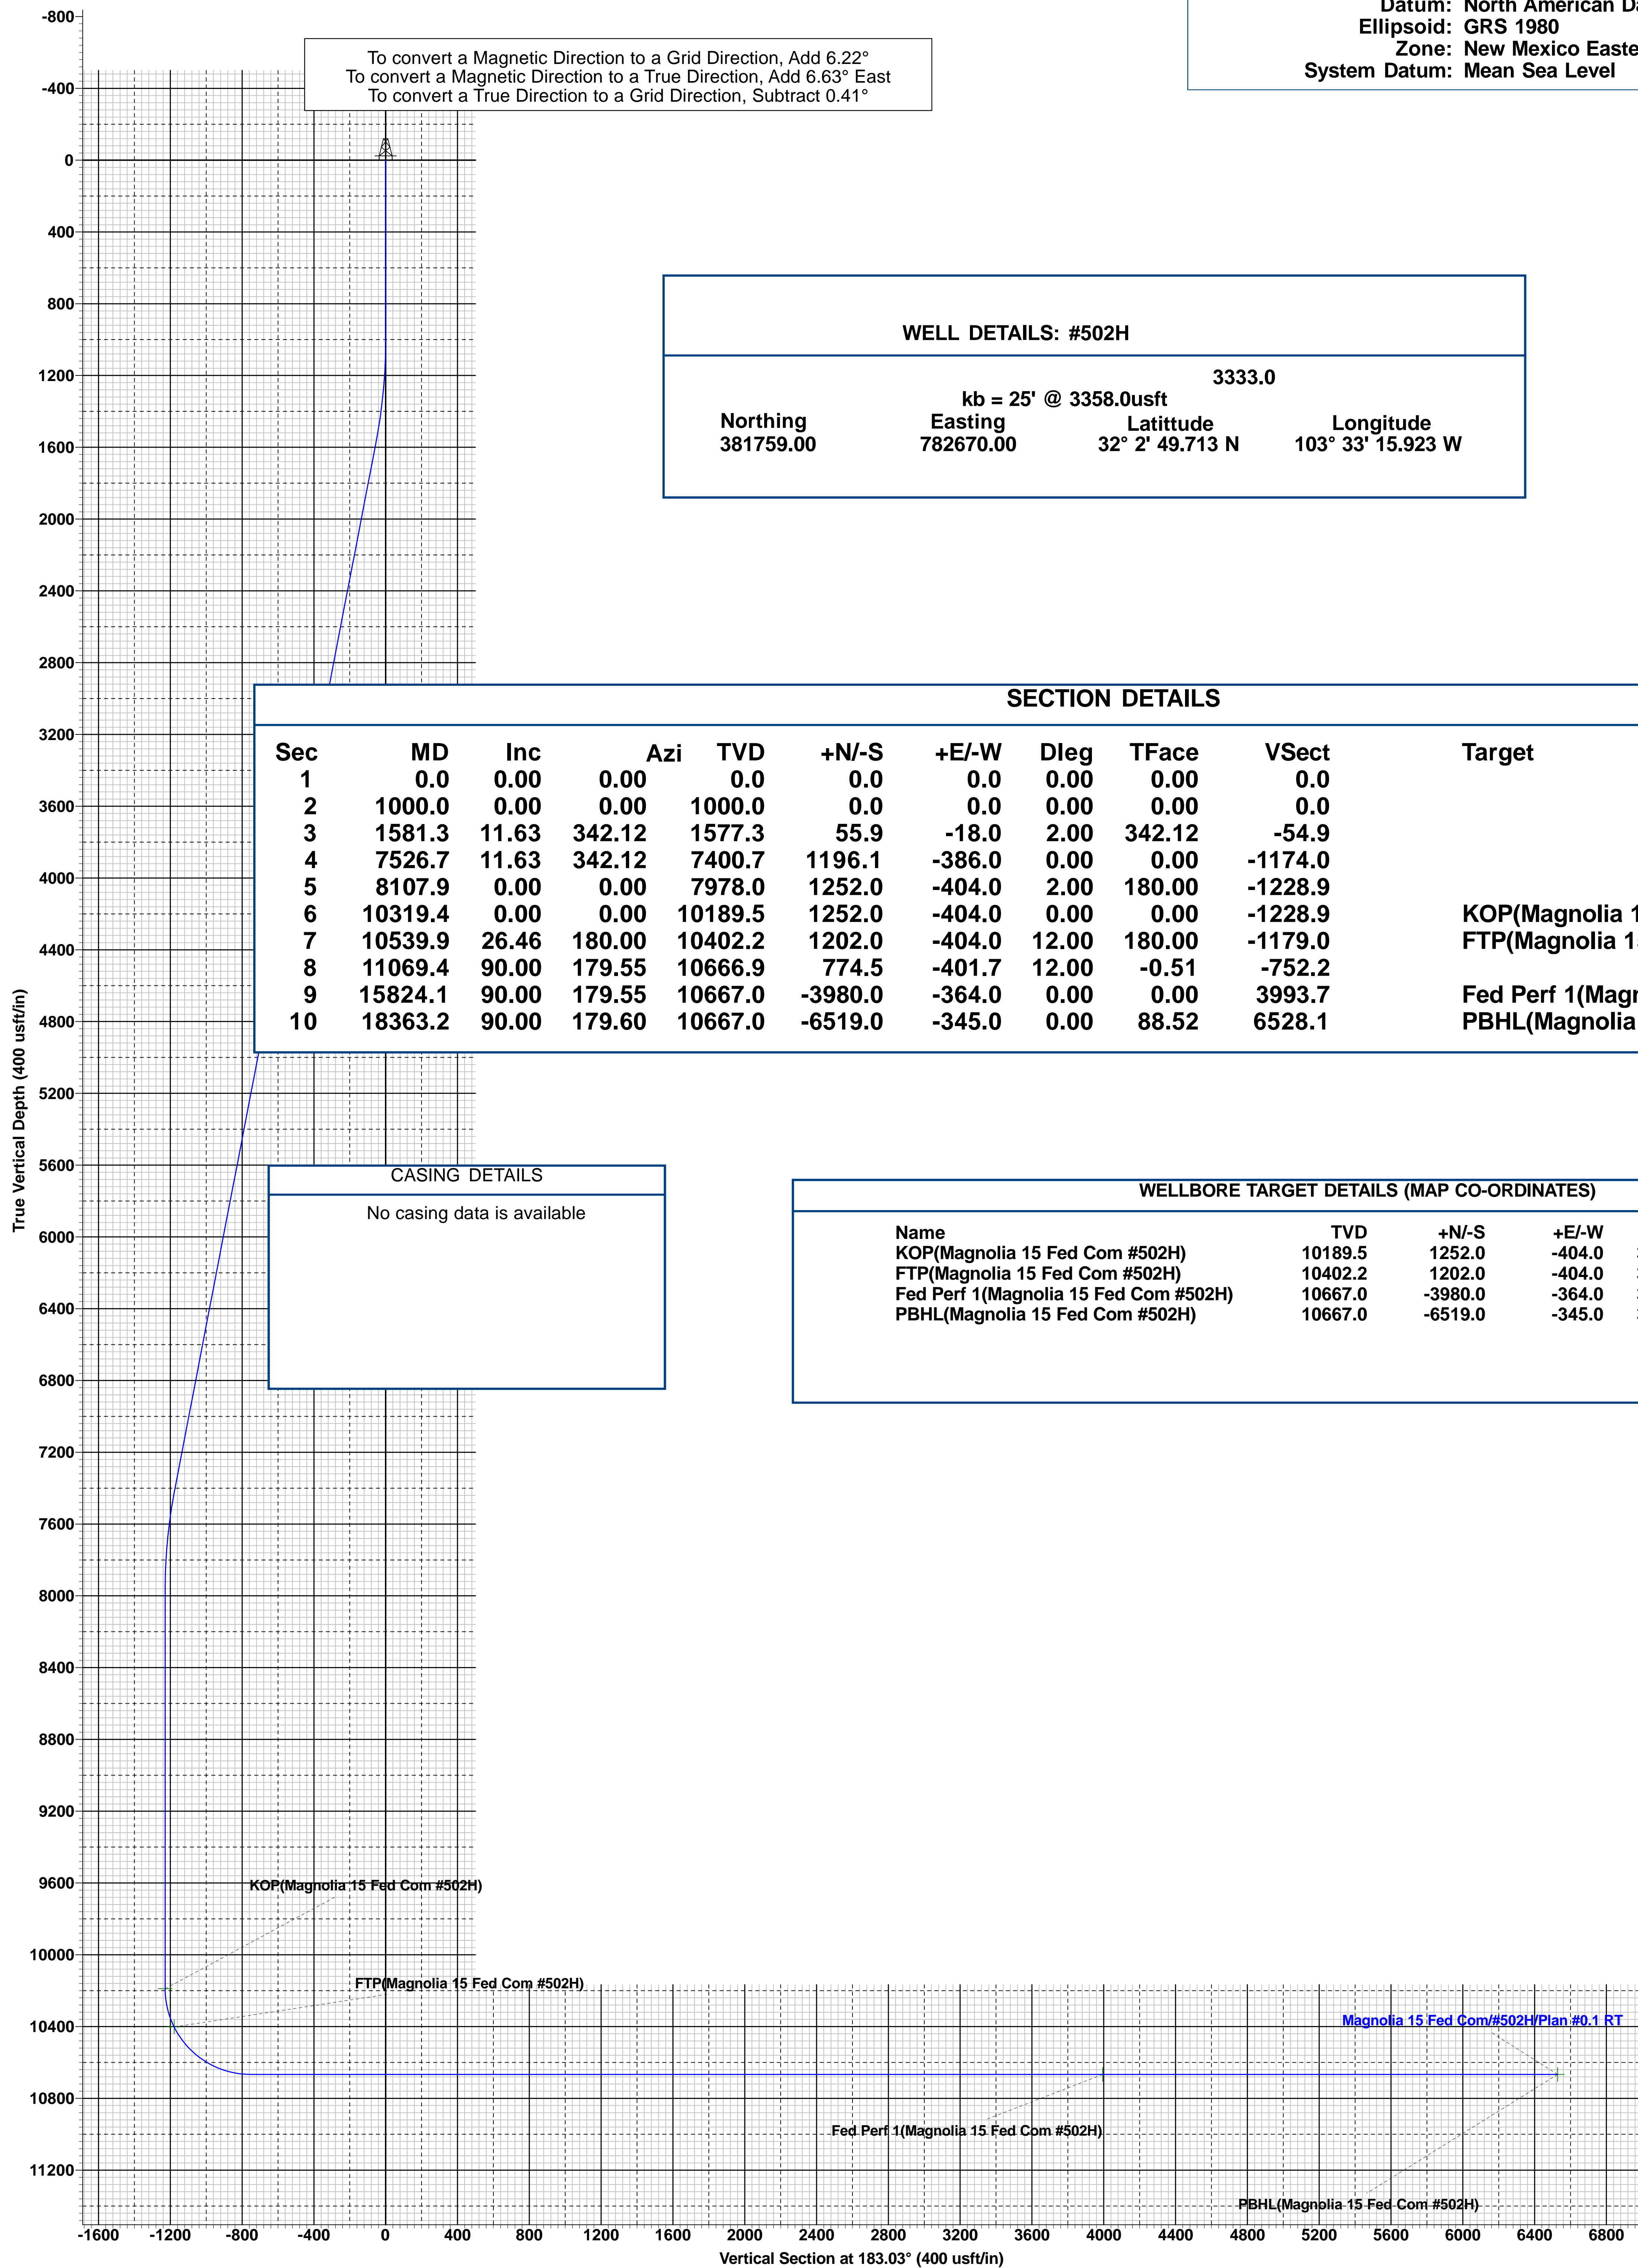 Datum: North American Da
Ellipsoid: GRS 1980
Zone: New Mexico Easte
System Datum: Mean Sea Level
To convert a Magnetic Direction to a Grid Direction, Add 6.22°
To convert a Magnetic Direction to a True Direction, Add 6.63° East
To convert a True Direction to a Grid Direction, Subtract 0.41°
WELL DETAILS: #502H
3333.0
kb = 25' @ 3358.0usft
Northing Easting Latittude Longitude
381759.00 782670.00 32° 2' 49.713 N 103° 33' 15.923 W
SECTION DETAILS
Sec MD Inc Azi TVD +N/-S +E/-W Dleg TFace VSect Target
1 0.0 0.00 0.00 0.0 0.0 0.0 0.00 0.00 0.0
2 1000.0 0.00 0.00 1000.0 0.0 0.0 0.00 0.00 0.0
3 1581.3 11.63 342.12 1577.3 55.9 -18.0 2.00 342.12 -54.9
4 7526.7 11.63 342.12 7400.7 1196.1 -386.0 0.00 0.00 -1174.0
5 8107.9 0.00 0.00 7978.0 1252.0 -404.0 2.00 180.00 -1228.9
6 10319.4 0.00 0.00 10189.5 1252.0 -404.0 0.00 0.00 -1228.9 KOP(Magnolia 1
7 10539.9 26.46 180.00 10402.2 1202.0 -404.0 12.00 180.00 -1179.0 FTP(Magnolia 1
8 11069.4 90.00 179.55 10666.9 774.5 -401.7 12.00 -0.51 -752.2
9 15824.1 90.00 179.55 10667.0 -3980.0 -364.0 0.00 0.00 3993.7 Fed Perf 1(Mag
10 18363.2 90.00 179.60 10667.0 -6519.0 -345.0 0.00 88.52 6528.1 PBHL(Magnolia
CASING DETAILS
No casing data is available
WELLBORE TARGET DETAILS (MAP CO-ORDINATES)
Name TVD +N/-S +E/-W
KOP(Magnolia 15 Fed Com #502H) 10189.5 1252.0 -404.0
FTP(Magnolia 15 Fed Com #502H) 10402.2 1202.0 -404.0
Fed Perf 1(Magnolia 15 Fed Com #502H) 10667.0 -3980.0 -364.0
PBHL(Magnolia 15 Fed Com #502H) 10667.0 -6519.0 -345.0
True Vertical Depth (400 usft/in)
-800
-400
0
400
800
1200
1600
2000
2400
2800
3200
3600
4000
4400
4800
5200
5600
6000
6400
6800
7200
7600
8000
8400
8800
9200
9600
10000
10400
10800
11200
KOP(Magnolia 15 Fed Com #502H)
FTP(Magnolia 15 Fed Com #502H)
Magnolia 15 Fed Com/#502H/Plan #0.1 RT
Fed Perf 1(Magnolia 15 Fed Com #502H)
PBHL(Magnolia 15 Fed Com #502H)
-1600 -1200 -800 -400 0 400 800 1200 1600 2000 2400 2800 3200 3600 4000 4400 4800 5200 5600 6000 6400 6800
Vertical Section at 183.03° (400 usft/in)